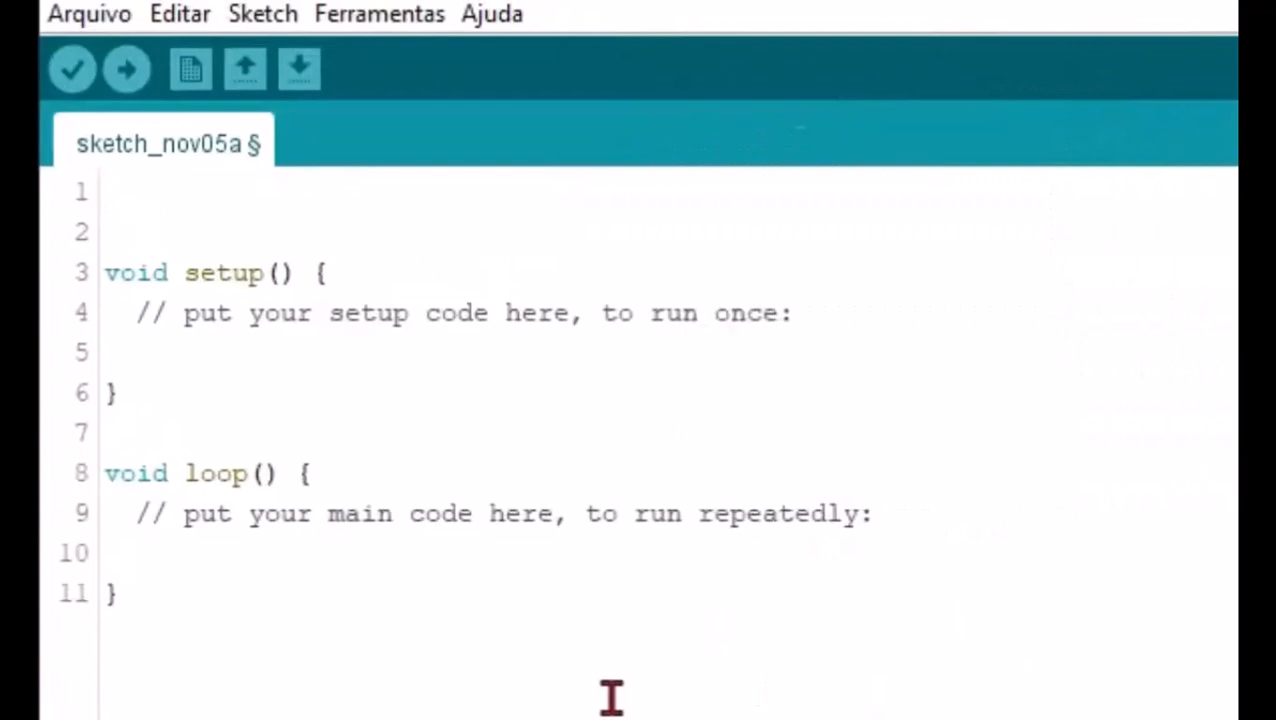 Arquivo Editar Sketch Ferramentas Ajuda
sketch_nov05a §
1
2
3 void setup() {
4 // put your setup code here, to run once:
5
6 }
7
8 void loop() {
9 // put your main code here, to run repeatedly:
10
11 }